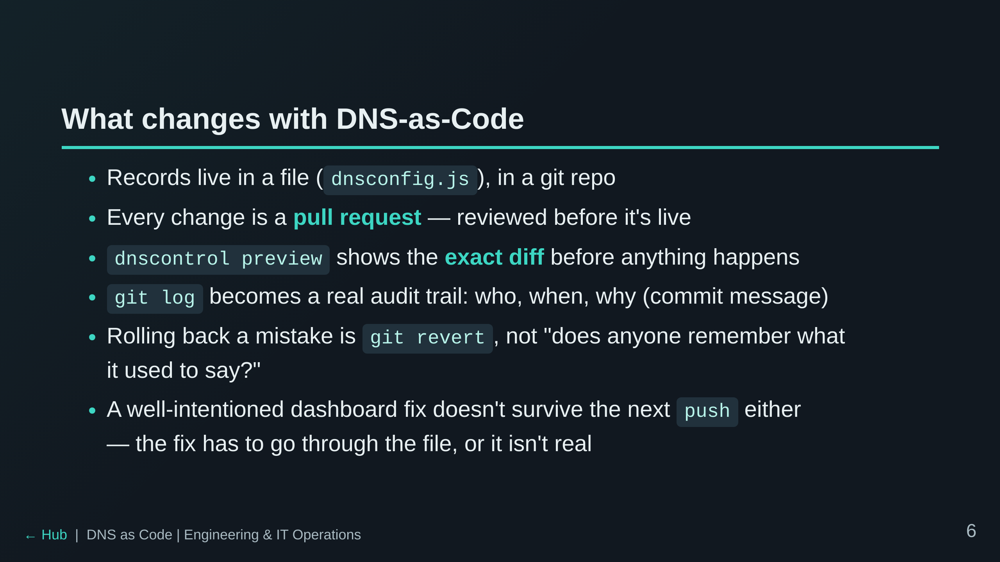 What changes with DNS-as-Code
• Records live in a file (dnsconfig.js), in a git repo
• Every change is a pull request — reviewed before it's live
• dnscontrol preview shows the exact diff before anything happens
• git log becomes a real audit trail: who, when, why (commit message)
• Rolling back a mistake is git revert, not "does anyone remember what
it used to say?"
• A well-intentioned dashboard fix doesn't survive the next push either
— the fix has to go through the file, or it isn't real
← Hub | DNS as Code | Engineering & IT Operations
6